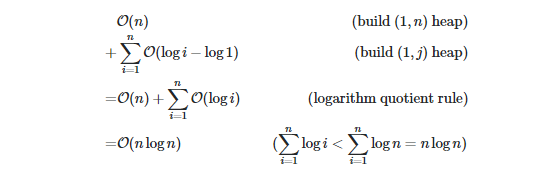 𝒪(n) (build (1, n) heap)
+ ∑_{i=1}^{n} 𝒪(log i − log 1) (build (1, j) heap)
=𝒪(n) + ∑_{i=1}^{n} 𝒪(log i) (logarithm quotient rule)
=𝒪(n log n) (∑_{i=1}^{n} log i < ∑_{i=1}^{n} log n = n log n)